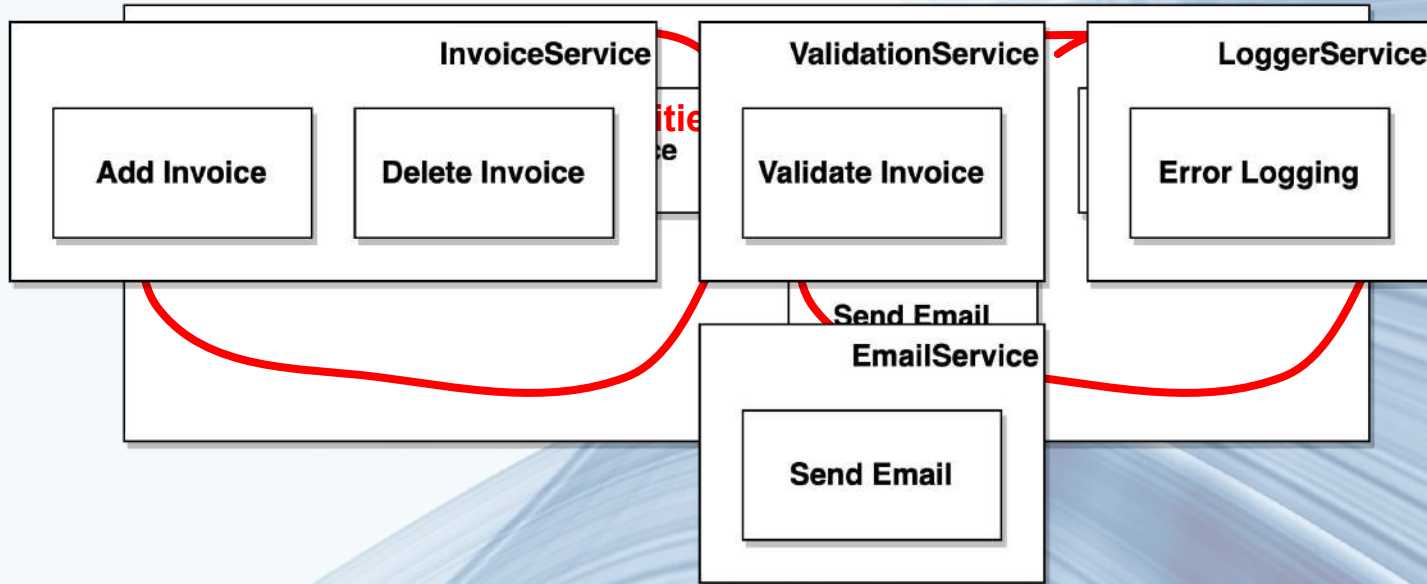 InvoiceService
ValidationService
LoggerService
Add Invoice
Delete Invoice
Validate Invoice
Error Logging
Send Email
EmailService
Send Email